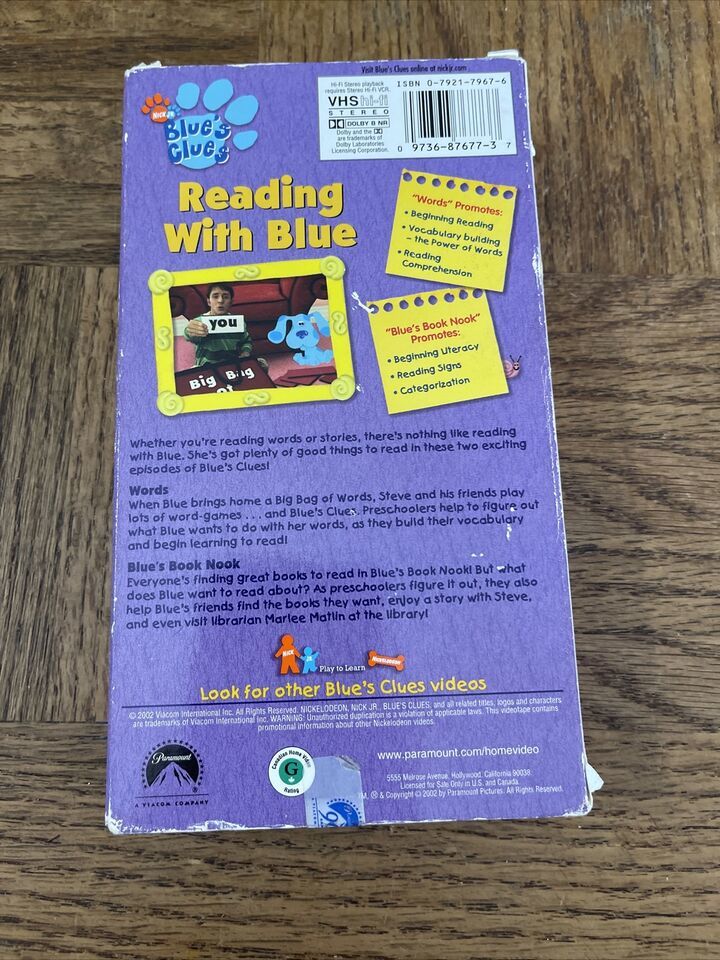 Visit Blue's Clues online at nickjr.com
Hi-Fi Stereo playback
requires Stereo Hi-Fi VCR.
VHS hi-fi
STEREO
DOLBY B NR
Dolby and the
are trademarks of
Dolby Laboratories
Licensing Corporation.
ISBN 0-7921-7967-6
0 9736-87677-3 7
NICK JR.
Blue's
Clues
Reading
With Blue
"Words" Promotes:
• Beginning Reading
• Vocabulary building
– the Power of Words
• Reading
Comprehension
you
Big Bag
Of
"Blue's Book Nook"
Promotes:
• Beginning Literacy
• Reading Signs
• Categorization
Whether you're reading words or stories, there's nothing like reading
with Blue. She's got plenty of good things to read in these two exciting
episodes of Blue's Clues!
Words
When Blue brings home a Big Bag of Words, Steve and his friends play
lots of word-games . . . and Blue's Clues. Preschoolers help to figure out
what Blue wants to do with her words, as they build their vocabulary
and begin learning to read!
Blue's Book Nook
Everyone's finding great books to read in Blue's Book Nook! But what
does Blue want to read about? As preschoolers figure it out, they also
help Blue's friends find the books they want, enjoy a story with Steve,
and even visit librarian Marlee Matlin at the library!
NICK JR. Play to Learn NICKELODEON
Look for other Blue's Clues videos
© 2002 Viacom International Inc. All Rights Reserved. NICKELODEON, NICK JR., BLUE'S CLUES, and all related titles, logos and characters
are trademarks of Viacom International Inc. WARNING: Unauthorized duplication is a violation of applicable laws. This videotape contains
promotional information about other Nickelodeon videos.
Paramount
A VIACOM COMPANY
Canadian Home Video
G
Rating
www.paramount.com/homevideo
5555 Melrose Avenue, Hollywood, California 90038.
Licensed for Sale Only in U.S. and Canada.
TM, ® & Copyright © 2002 by Paramount Pictures. All Rights Reserved.